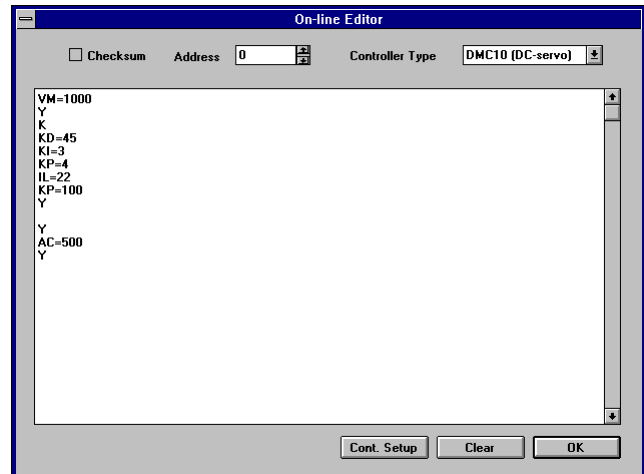 On-line Editor
Checksum Address 0 Controller Type DMC10 (DC-servo)
VM=1000
Y
K
KD=45
KI=3
KP=4
IL=22
KP=100
Y
Y
AC=500
Y
Cont. Setup Clear OK